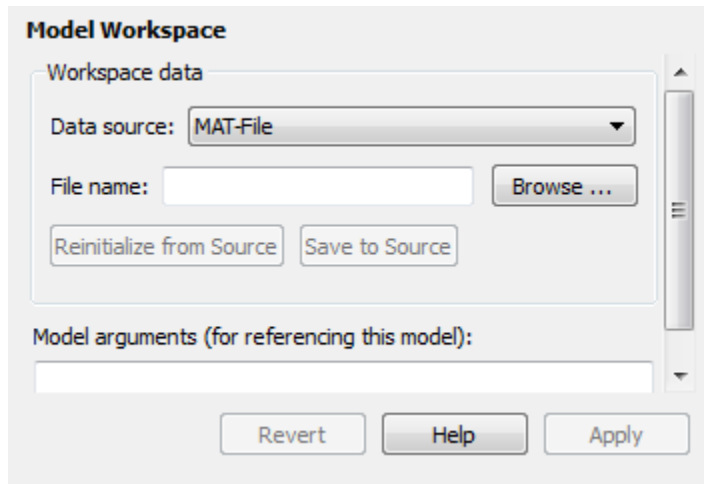 Model Workspace
Workspace data
Data source: MAT-File
File name: Browse ...
Reinitialize from Source Save to Source
Model arguments (for referencing this model):
Revert Help Apply